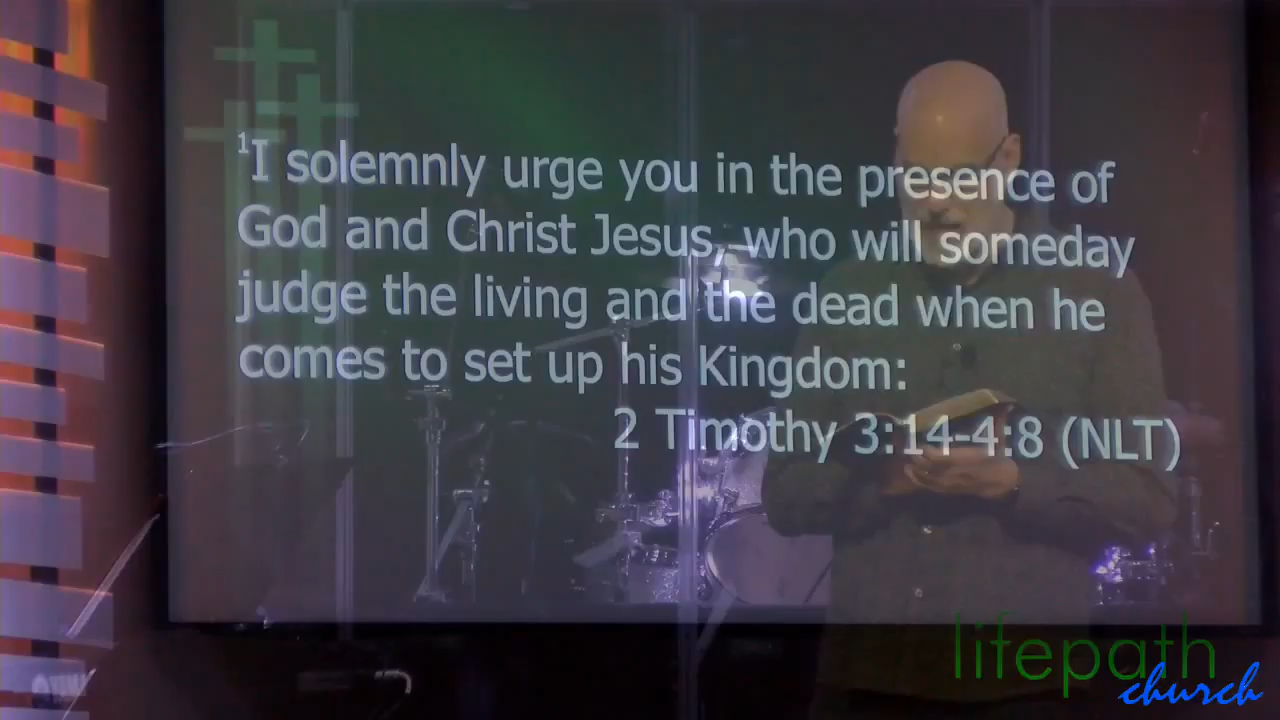 ¹I solemnly urge you in the presence of
God and Christ Jesus, who will someday
judge the living and the dead when he
comes to set up his Kingdom:
2 Timothy 3:14-4:8 (NLT)
lifepath
church